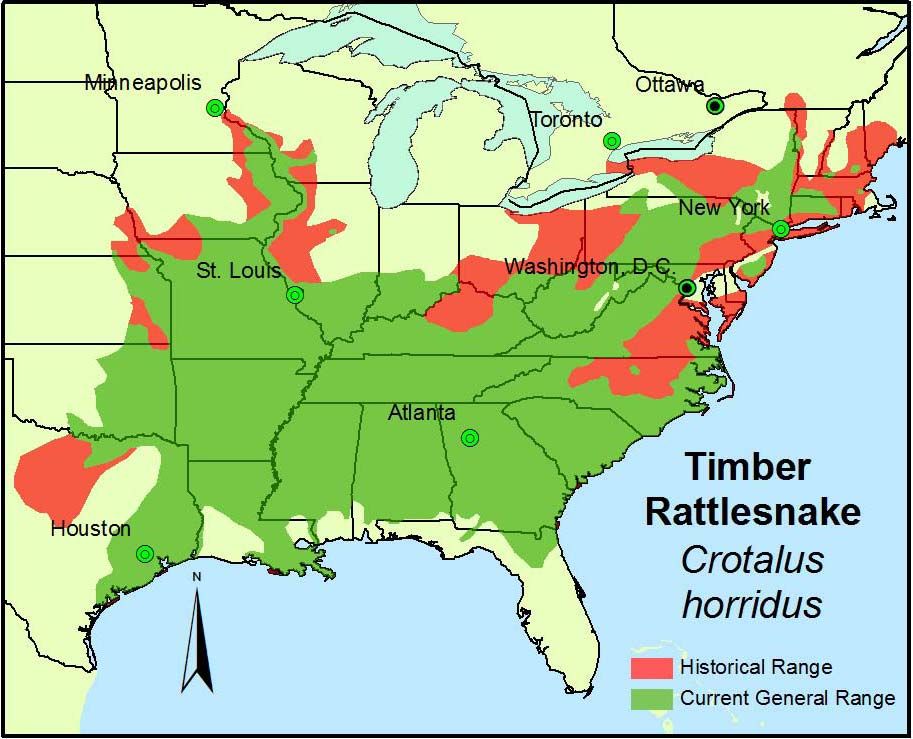 Minneapolis
Ottawa
Toronto
New York
St. Louis
Washington, D.C.
Atlanta
Timber
Rattlesnake
Crotalus
horridus
Houston
N
Historical Range
Current General Range